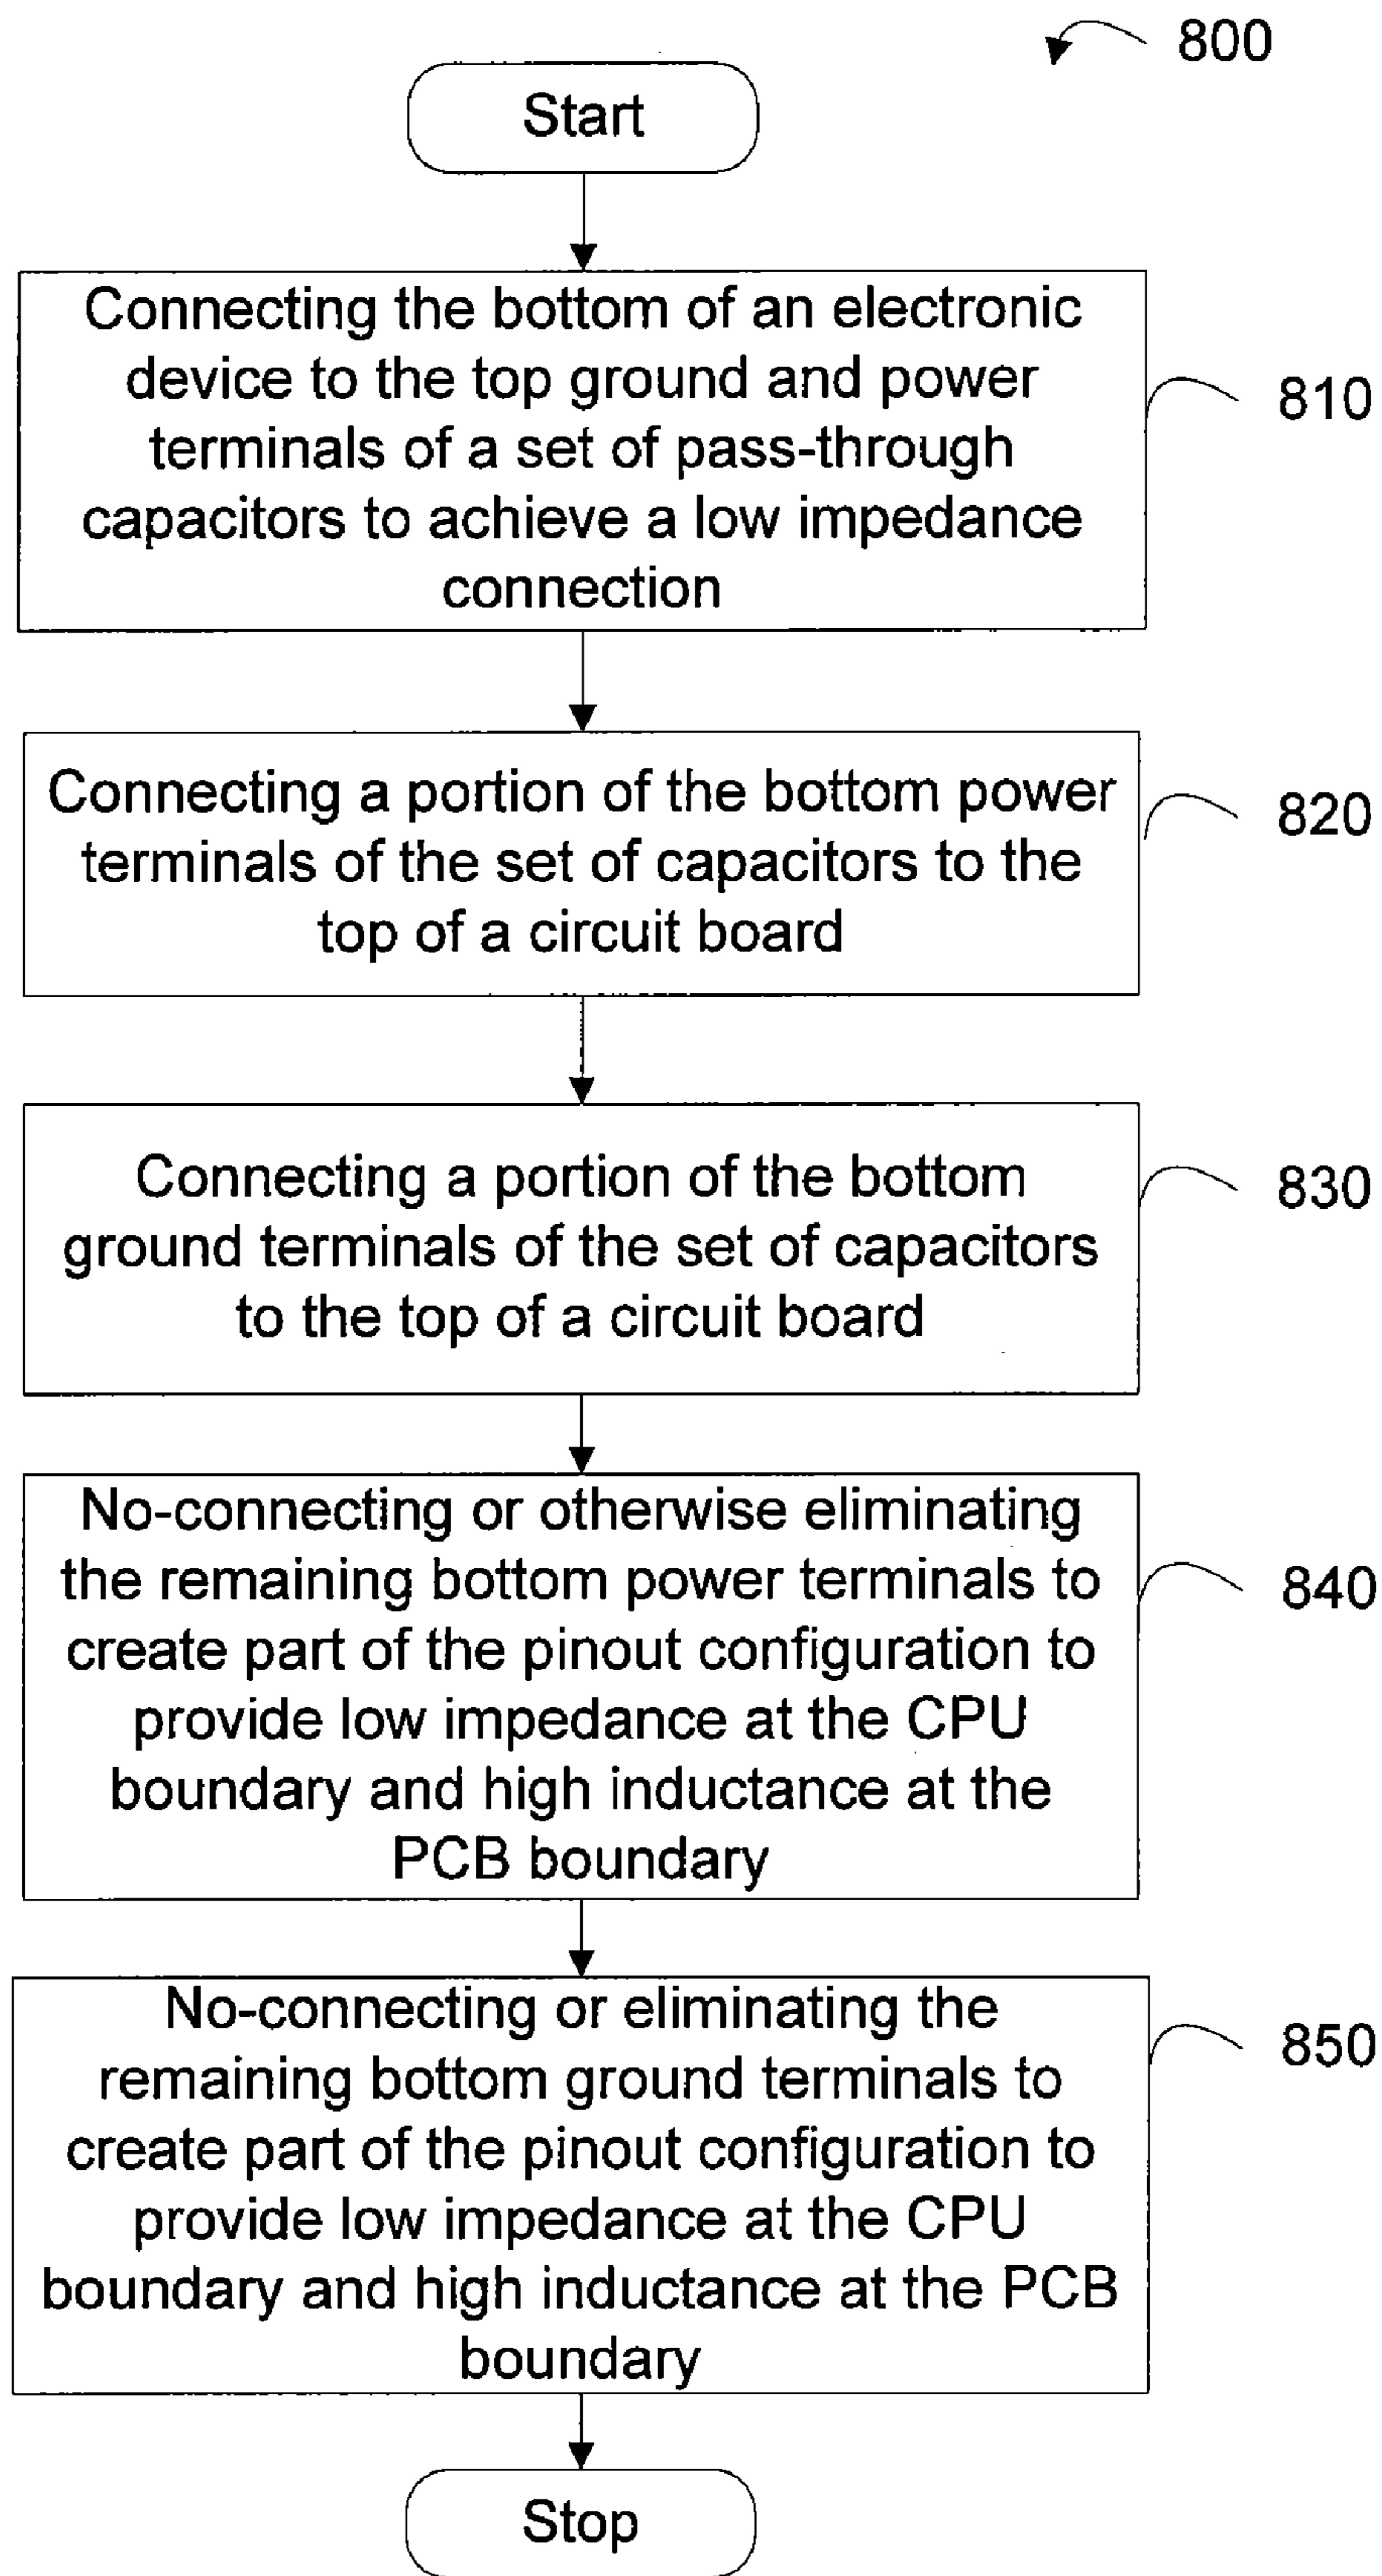 800
Start
Connecting the bottom of an electronic
device to the top ground and power
terminals of a set of pass-through
capacitors to achieve a low impedance
connection
810
Connecting a portion of the bottom power
terminals of the set of capacitors to the
top of a circuit board
820
Connecting a portion of the bottom
ground terminals of the set of capacitors
to the top of a circuit board
830
No-connecting or otherwise eliminating
the remaining bottom power terminals to
create part of the pinout configuration to
provide low impedance at the CPU
boundary and high inductance at the
PCB boundary
840
No-connecting or eliminating the
remaining bottom ground terminals to
create part of the pinout configuration to
provide low impedance at the CPU
boundary and high inductance at the PCB
boundary
850
Stop